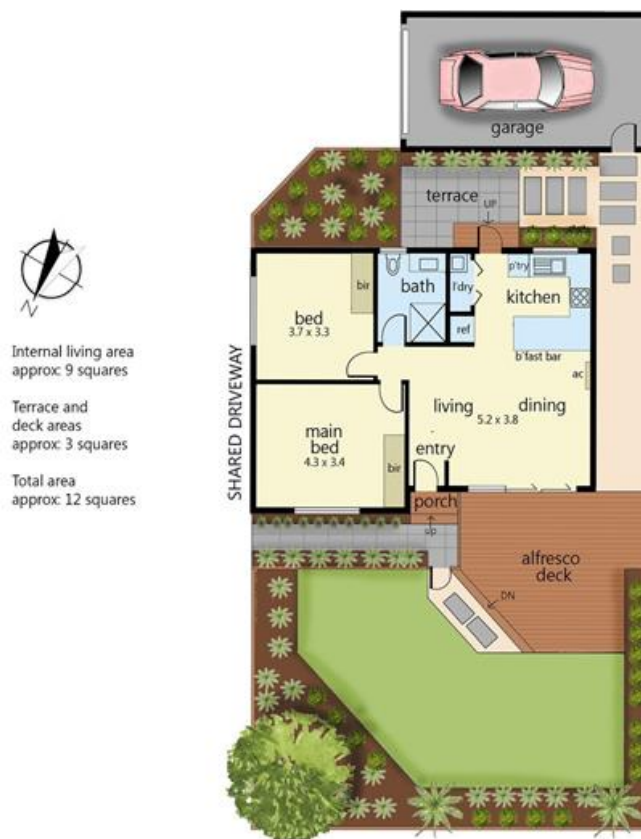 garage
terrace
UP
bir
bath
l'dry
p'try
kitchen
bed
3.7 x 3.3
ref
b'fast bar
ac
living
dining
5.2 x 3.8
main
bed
4.3 x 3.4
bir
entry
porch
up
alfresco
deck
DN
SHARED DRIVEWAY
N
Internal living area
approx: 9 squares
Terrace and
deck areas
approx: 3 squares
Total area
approx: 12 squares